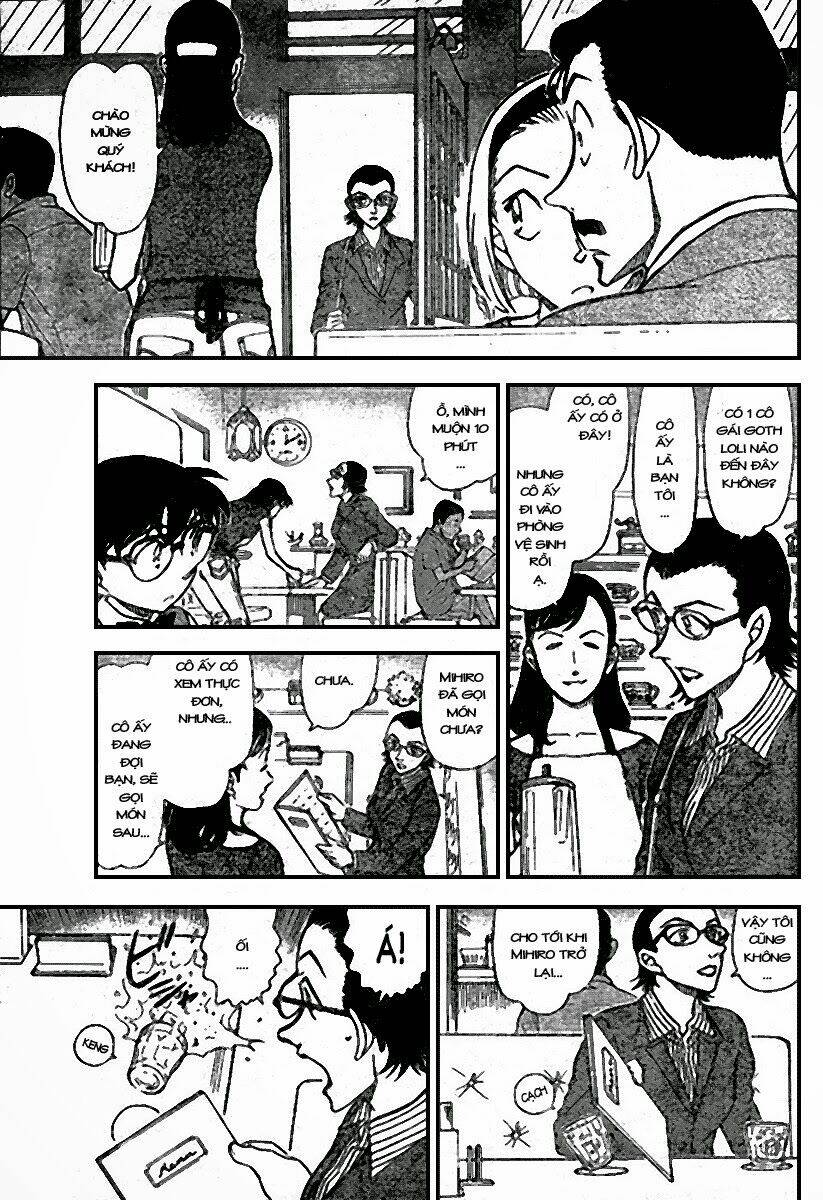 CHÀO
MỪNG
QUÝ
KHÁCH!
CÓ 1 CÔ
GÁI GOTH
LOLI NÀO
ĐẾN ĐÂY
KHÔNG?
CÔ
ẤY LÀ
BẠN
TÔI
...
CÓ, CÔ
ẤY CÓ Ở
ĐÂY!
NHƯNG
CÔ ẤY
ĐI VÀO
PHÒNG
VỆ SINH
RỒI
Ạ.
Ồ, MÌNH
MUỘN 10
PHÚT
...
MIHIRO
ĐÃ GỌI
MÓN
CHƯA?
CHƯA.
CÔ ẤY CÓ
XEM THỰC
ĐƠN,
NHƯNG..
CÔ ẤY
ĐANG
ĐỢI
BẠN, SẼ
GỌI
MÓN
SAU...
VẬY TÔI
CŨNG
KHÔNG
...
CHO TỚI KHI
MIHIRO TRỞ
LẠI...
CẠCH
Á!
ỐI
....
KENG
Menu